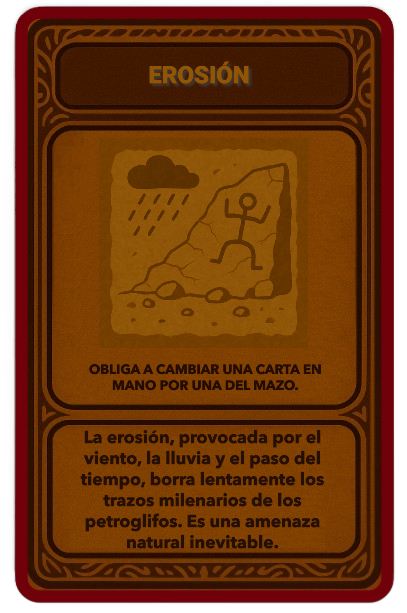 EROSIÓN
OBLIGA A CAMBIAR UNA CARTA EN
MANO POR UNA DEL MAZO.
La erosión, provocada por el
viento, la lluvia y el paso del
tiempo, borra lentamente los
trazos milenarios de los
petroglifos. Es una amenaza
natural inevitable.